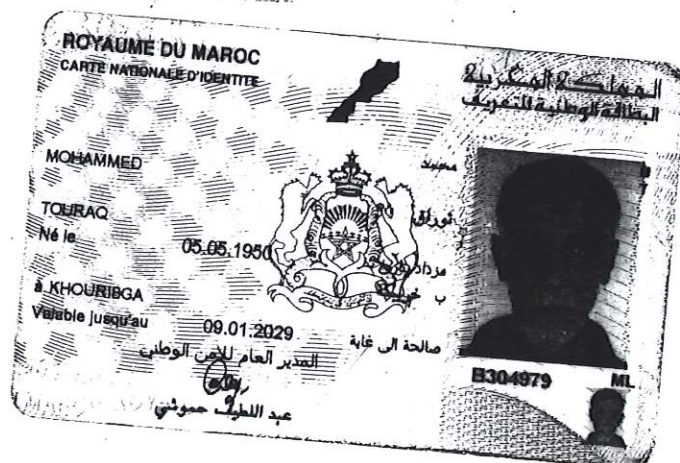 ROYAUME DU MAROC
CARTE NATIONALE D'IDENTITE
المملكة المغربية
البطاقة الوطنية للتعريف
MOHAMMED
محمد
TOURAQ
توراق
Né le
05.05.1950
مزداد
à KHOURIBGA
ب
Valable jusqu'au
09.01.2029
صالحة الى غاية
المدير العام للأمن الوطني
عبد اللطيف حموشي
B304979
ML